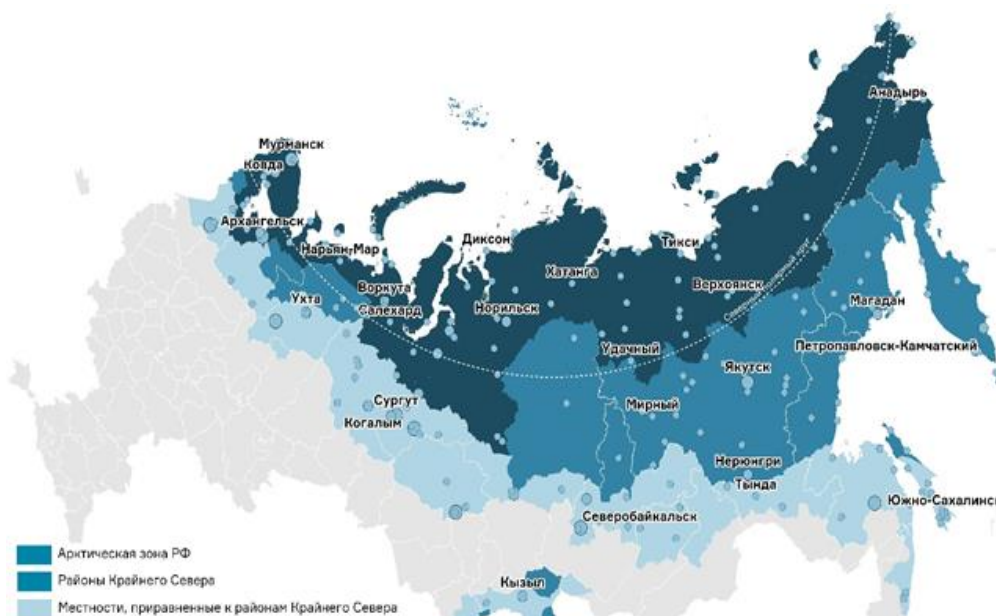 Анадырь
Мурманск
Ковда
Архангельск
Нарьян-Мар
Диксон
Тикси
Хатанга
Воркута
Верхоянск
Салехард
Норильск
Ухта
Магадан
Удачный
Петропавловск-Камчатский
Якутск
Сургут
Мирный
Когалым
Нерюнгри
Тында
Южно-Сахалинск
Северобайкальск
Арктическая зона РФ
Районы Крайнего Севера
Кызыл
Местности, приравненные к районам Крайнего Севера